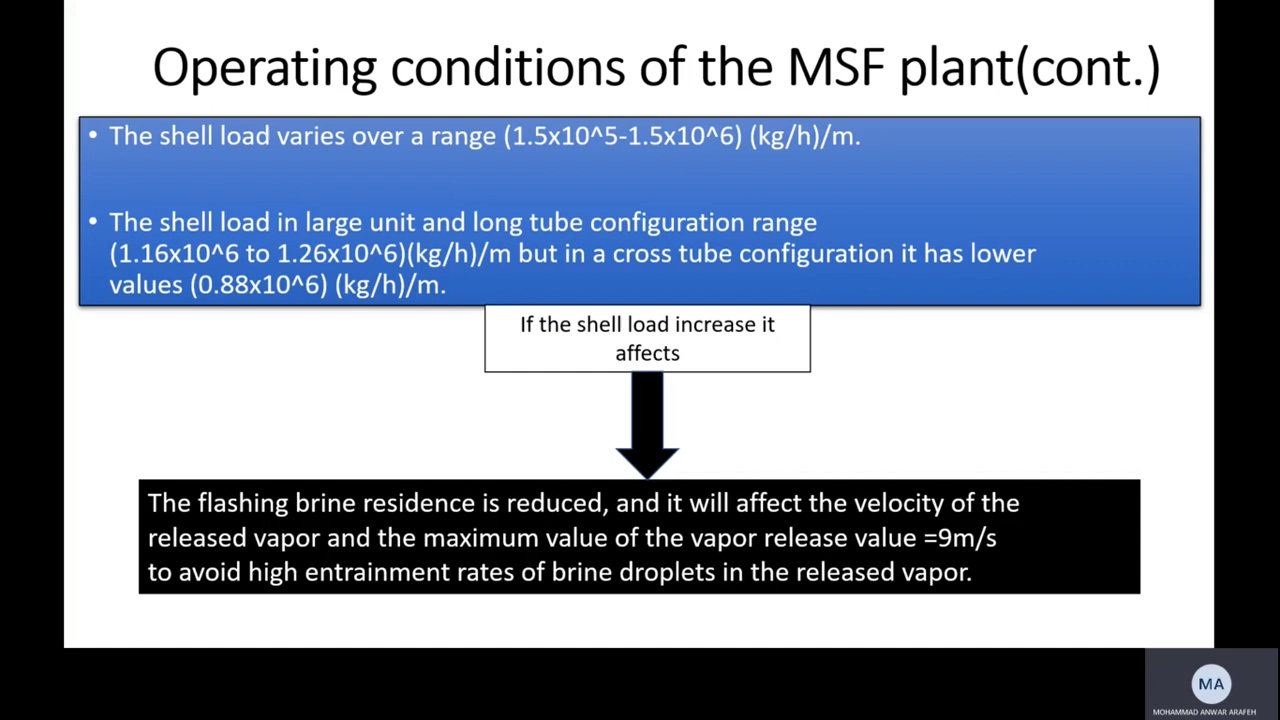 Operating conditions of the MSF plant(cont.)
• The shell load varies over a range (1.5x10^5-1.5x10^6) (kg/h)/m.
• The shell load in large unit and long tube configuration range
(1.16x10^6 to 1.26x10^6)(kg/h)/m but in a cross tube configuration it has lower
values (0.88x10^6) (kg/h)/m.
If the shell load increase it
affects
The flashing brine residence is reduced, and it will affect the velocity of the
released vapor and the maximum value of the vapor release value =9m/s
to avoid high entrainment rates of brine droplets in the released vapor.
MA
MOHAMMAD ANWAR ARAFEH